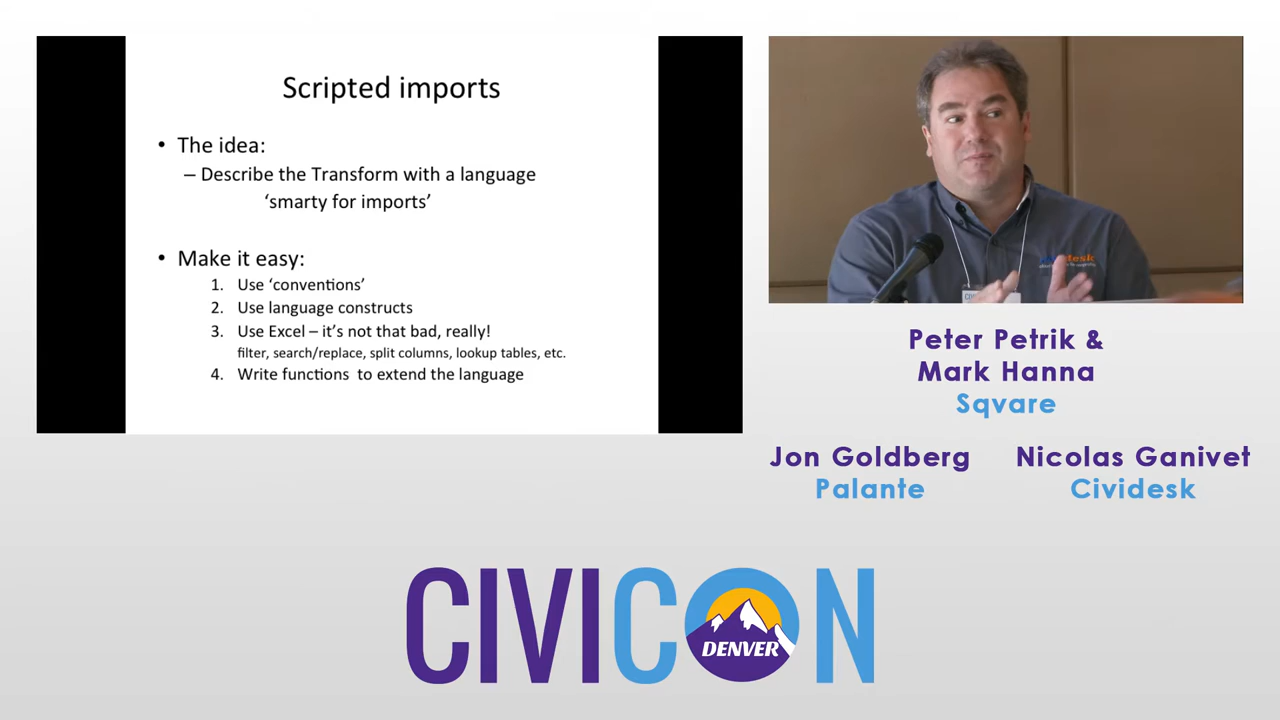 Scripted imports
• The idea:
– Describe the Transform with a language
‘smarty for imports’
• Make it easy:
1. Use ‘conventions’
2. Use language constructs
3. Use Excel – it’s not that bad, really!
filter, search/replace, split columns, lookup tables, etc.
4. Write functions to extend the language
Peter Petrik &
Mark Hanna
Sqvare
Jon Goldberg
Palante
Nicolas Ganivet
Cividesk
CIVICON
DENVER